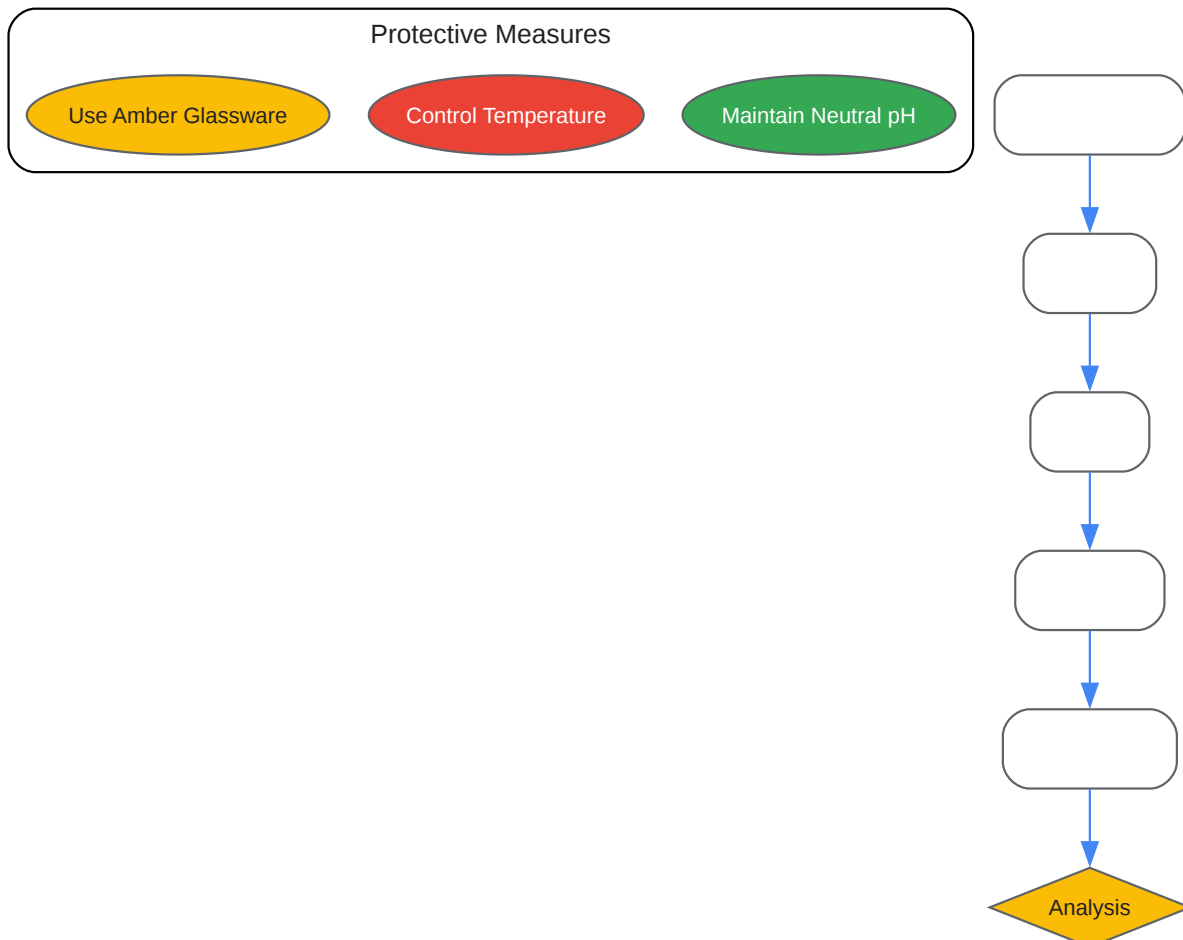 Protective Measures
Use Amber Glassware
Control Temperature
Maintain Neutral pH
Analysis